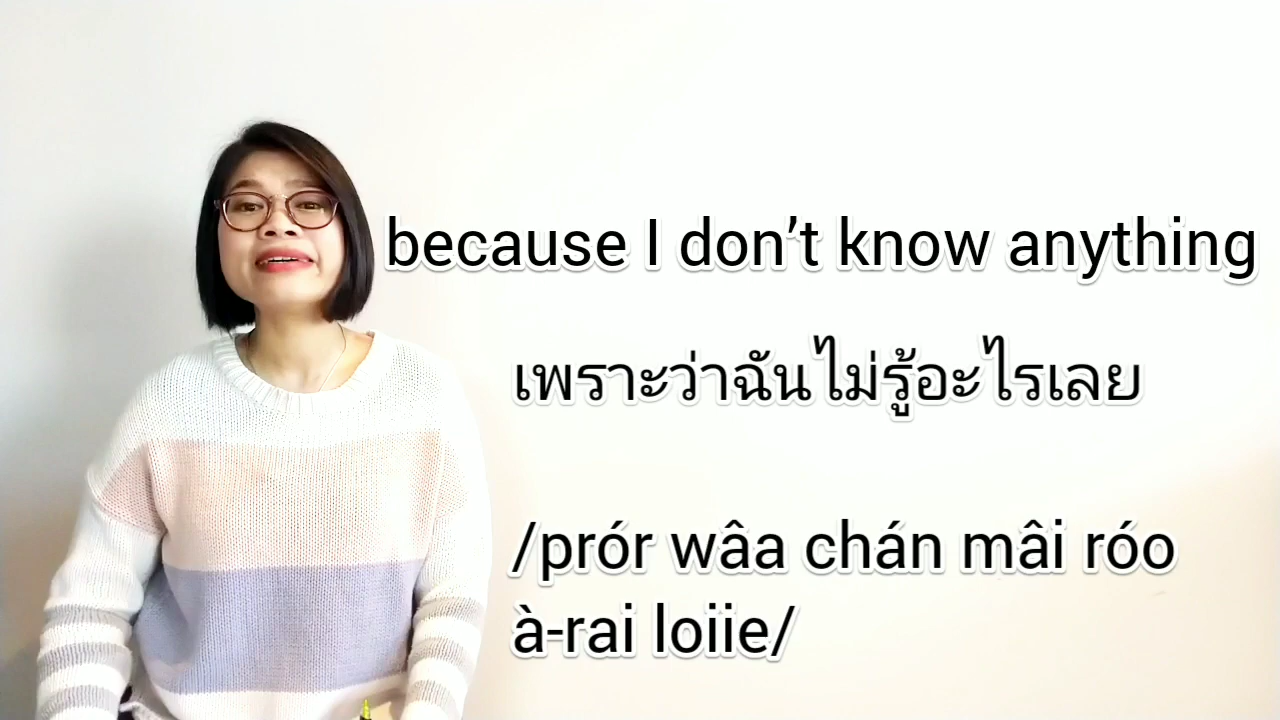 because I don’t know anything
เพราะว่าฉันไม่รู้อะไรเลย
/prór wâa chán mâi róo
à-rai loiie/